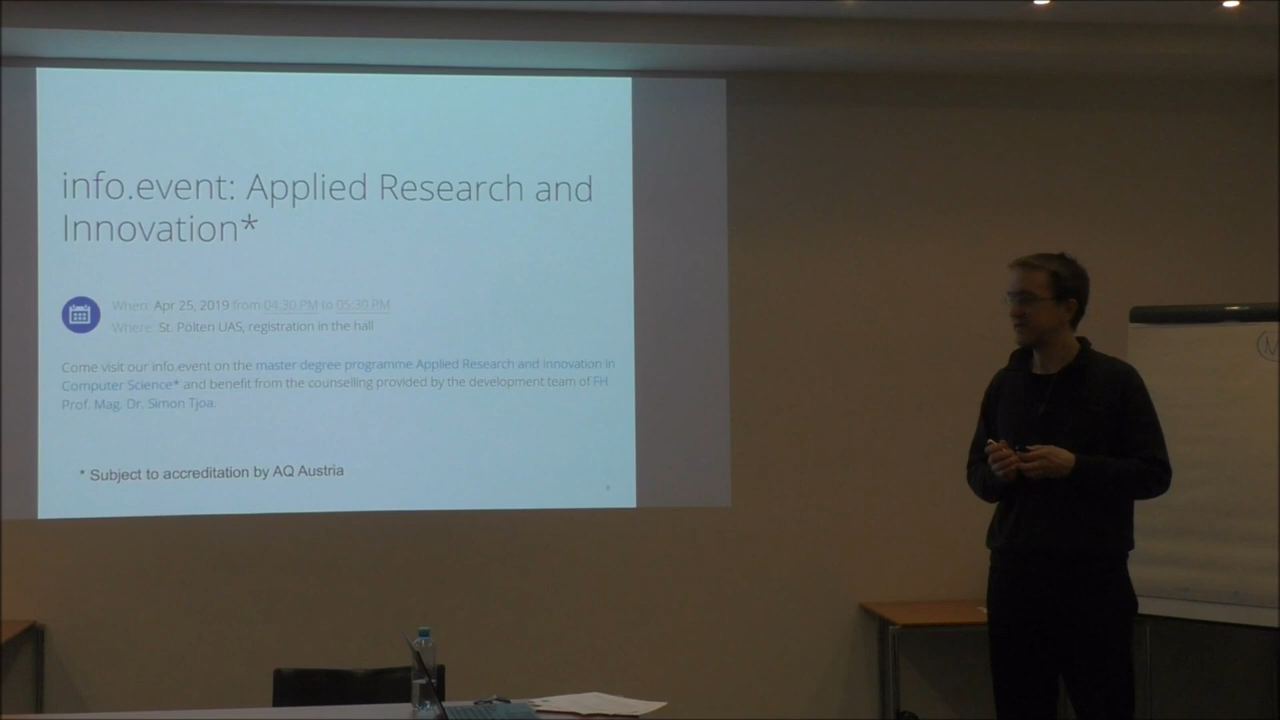 info.event: Applied Research and
Innovation*
When: Apr 25, 2019 from 04:30 PM to 05:30 PM
Where: St. Pölten UAS, registration in the hall
Come visit our info.event on the master degree programme Applied Research and Innovation in
Computer Science* and benefit from the counselling provided by the development team of FH
Prof. Mag. Dr. Simon Tjoa.
* Subject to accreditation by AQ Austria